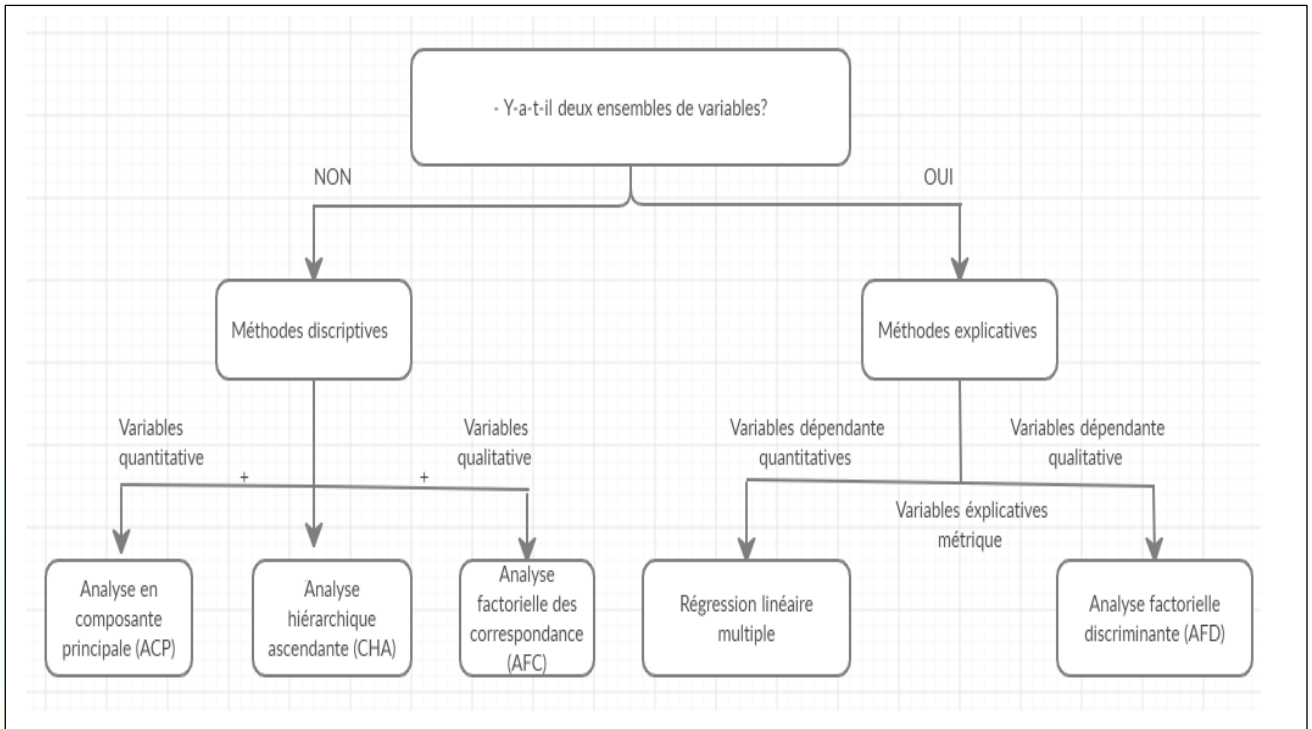 - Y-a-t-il deux ensembles de variables?
NON
OUI
Méthodes discriptives
Méthodes explicatives
Variables
quantitative
+
+
Variables
qualitative
Variables dépendante
quantitatives
Variables dépendante
qualitative
Variables éxplicatives
métrique
Analyse en
composante
principale (ACP)
Analyse
hiérarchique
ascendante (CHA)
Analyse
factorielle des
correspondance
(AFC)
Régression linéaire
multiple
Analyse factorielle
discriminante (AFD)